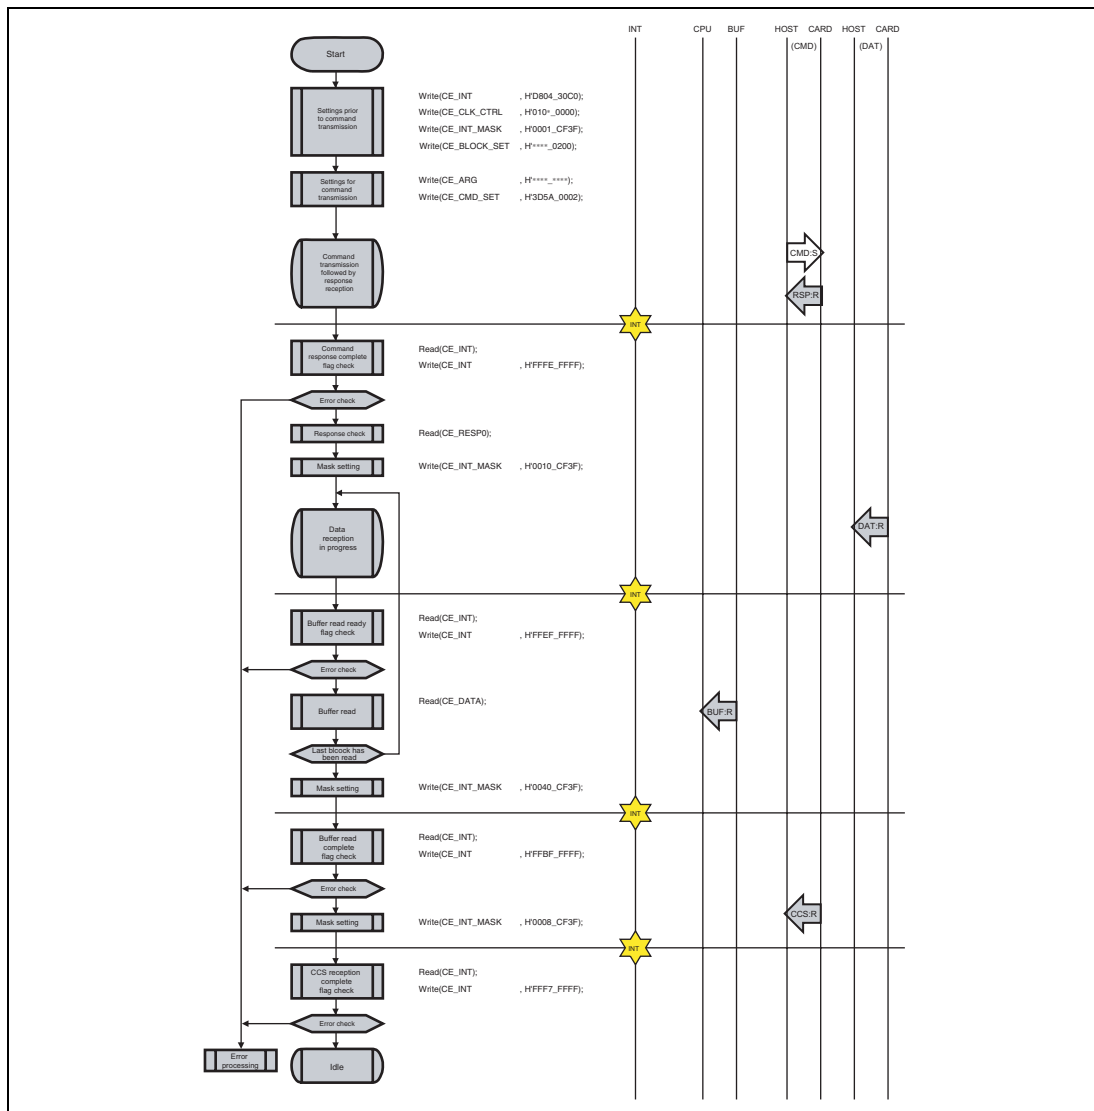 INT CPU BUF HOST CARD HOST CARD
(CMD) (DAT)
Start
Settings prior
to command
transmission
Write(CE_INT , H'D804_30C0);
Write(CE_CLK_CTRL , H'010*_0000);
Write(CE_INT_MASK , H'0001_CF3F);
Write(CE_BLOCK_SET , H'****_0200);
Settings for
command
transmission
Write(CE_ARG , H'****_****);
Write(CE_CMD_SET , H'3D5A_0002);
Command
transmission
followed by
response
reception
CMD:S
RSP:R
INT
Command
response complete
flag check
Read(CE_INT);
Write(CE_INT , H'FFFE_FFFF);
Error check
Response check
Read(CE_RESP0);
Mask setting
Write(CE_INT_MASK , H'0010_CF3F);
Data
reception
in progress
DAT:R
INT
Buffer read ready
flag check
Read(CE_INT);
Write(CE_INT , H'FFEF_FFFF);
Error check
Buffer read
Read(CE_DATA);
BUF:R
Last blcock has
been read
Mask setting
Write(CE_INT_MASK , H'0040_CF3F);
INT
Buffer read
complete
flag check
Read(CE_INT);
Write(CE_INT , H'FFBF_FFFF);
Error check
Mask setting
Write(CE_INT_MASK , H'0008_CF3F);
CCS:R
INT
CCS reception
complete
flag check
Read(CE_INT);
Write(CE_INT , H'FFF7_FFFF);
Error check
Error
processing
Idle